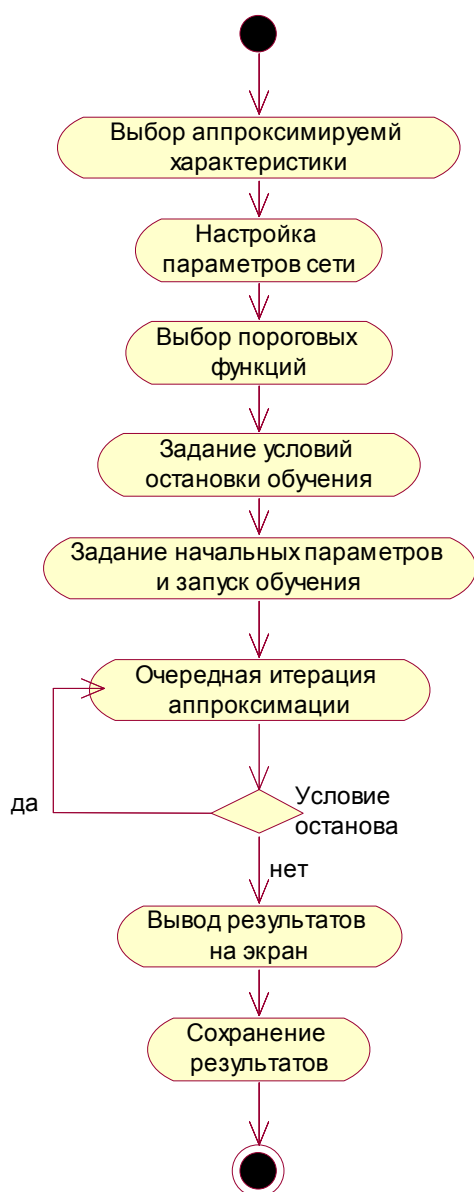 Выбор аппроксимируемй
характеристики
Настройка
параметров сети
Выбор пороговых
функций
Задание условий
остановки обучения
Задание начальных параметров
и запуск обучения
Очередная итерация
аппроксимации
Условие
останова
да
нет
Вывод результатов
на экран
Сохранение
результатов